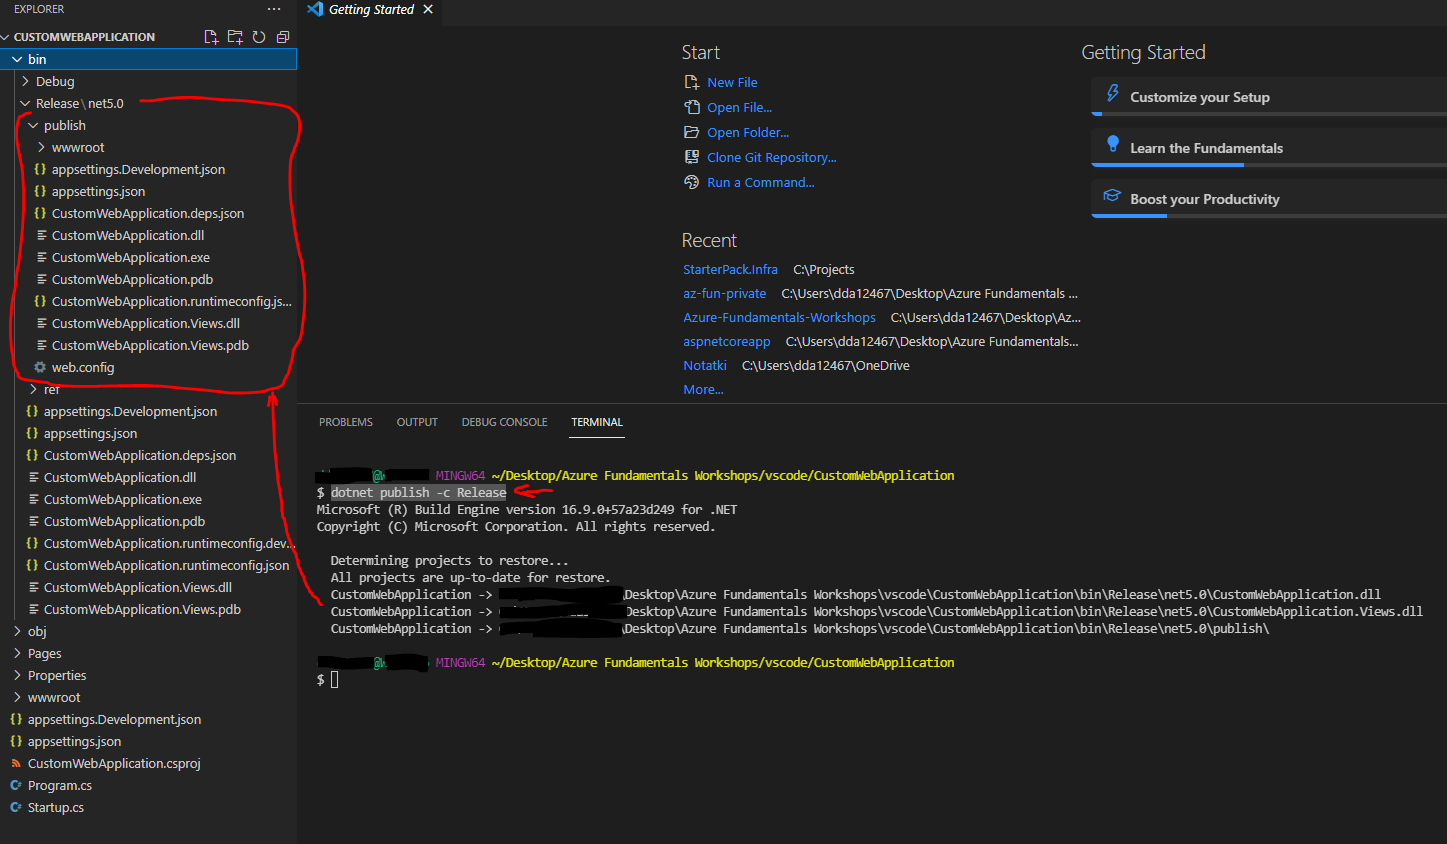 EXPLORER
CUSTOMWEBAPPLICATION
bin
Debug
Release\net5.0
publish
wwwroot
appsettings.Development.json
appsettings.json
CustomWebApplication.deps.json
CustomWebApplication.dll
CustomWebApplication.exe
CustomWebApplication.pdb
CustomWebApplication.runtimeconfig.js...
CustomWebApplication.Views.dll
CustomWebApplication.Views.pdb
web.config
ref
appsettings.Development.json
appsettings.json
CustomWebApplication.deps.json
CustomWebApplication.dll
CustomWebApplication.exe
CustomWebApplication.pdb
CustomWebApplication.runtimeconfig.dev...
CustomWebApplication.runtimeconfig.json
CustomWebApplication.Views.dll
CustomWebApplication.Views.pdb
obj
Pages
Properties
wwwroot
appsettings.Development.json
appsettings.json
CustomWebApplication.csproj
Program.cs
Startup.cs
Getting Started
Start
New File
Open File...
Open Folder...
Clone Git Repository...
Run a Command...
Recent
StarterPack.Infra C:\Projects
az-fun-private C:\Users\dda12467\Desktop\Azure Fundamentals ...
Azure-Fundamentals-Workshops C:\Users\dda12467\Desktop\Az...
aspnetcoreapp C:\Users\dda12467\Desktop\Azure Fundamentals...
Notatki C:\Users\dda12467\OneDrive
More...
Getting Started
Customize your Setup
Learn the Fundamentals
Boost your Productivity
PROBLEMS OUTPUT DEBUG CONSOLE TERMINAL
@ MINGW64 ~/Desktop/Azure Fundamentals Workshops/vscode/CustomWebApplication
$ dotnet publish -c Release
Microsoft (R) Build Engine version 16.9.0+57a23d249 for .NET
Copyright (C) Microsoft Corporation. All rights reserved.
Determining projects to restore...
All projects are up-to-date for restore.
CustomWebApplication -> \Desktop\Azure Fundamentals Workshops\vscode\CustomWebApplication\bin\Release\net5.0\CustomWebApplication.dll
CustomWebApplication -> Desktop\Azure Fundamentals Workshops\vscode\CustomWebApplication\bin\Release\net5.0\CustomWebApplication.Views.dll
CustomWebApplication -> \Desktop\Azure Fundamentals Workshops\vscode\CustomWebApplication\bin\Release\net5.0\publish\
@ MINGW64 ~/Desktop/Azure Fundamentals Workshops/vscode/CustomWebApplication
$